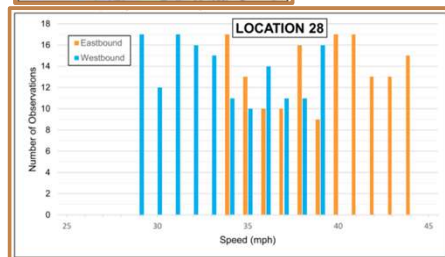 LOCATION 28
Eastbound
Westbound
Number of Observations
18
16
14
12
10
8
6
4
2
0
25 30 35 40 45
Speed (mph)